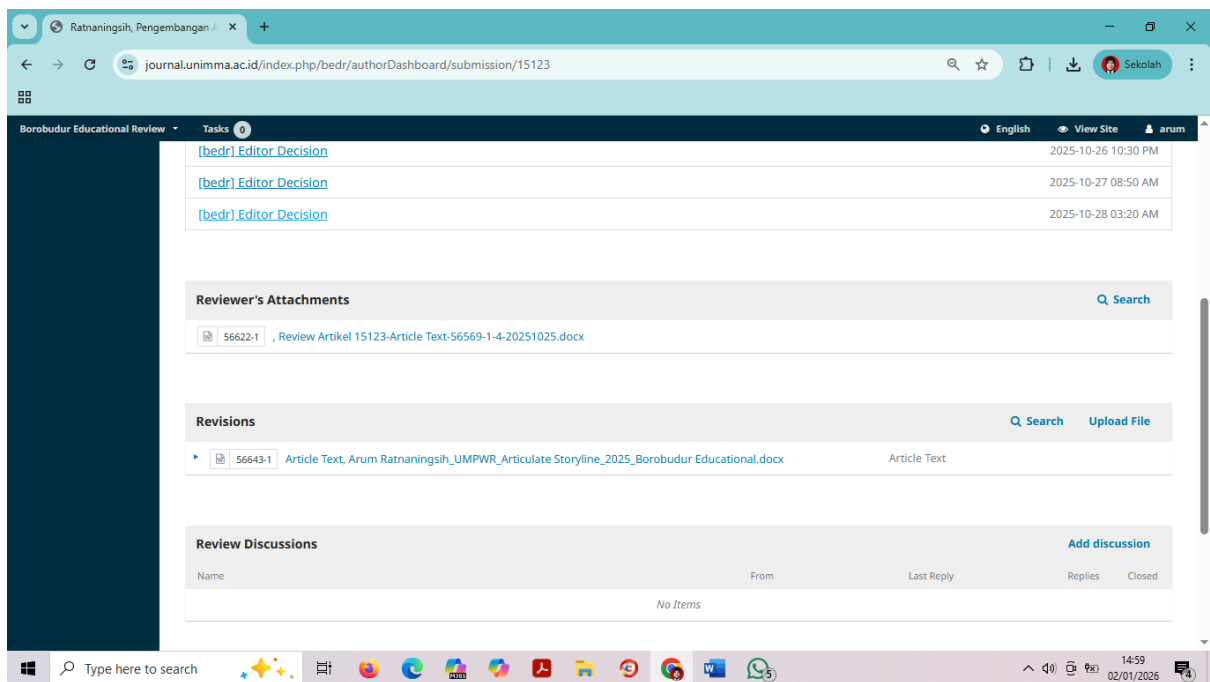 Ratnaningsih, Pengembangan A
journal.unimma.ac.id/index.php/bedr/authorDashboard/submission/15123
Sekolah
Borobudur Educational Review Tasks 0 English View Site arum
[bedr] Editor Decision 2025-10-26 10:30 PM
[bedr] Editor Decision 2025-10-27 08:50 AM
[bedr] Editor Decision 2025-10-28 03:20 AM
Reviewer's Attachments Search
56622-1 , Review Artikel 15123-Article Text-56569-1-4-20251025.docx
Revisions Search Upload File
56643-1 Article Text, Arum Ratnaningsih_UMPWR_Articulate Storyline_2025_Borobudur Educational.docx Article Text
Review Discussions Add discussion
Name From Last Reply Replies Closed
No Items
Type here to search M365 5 14:59
02/01/2026 4